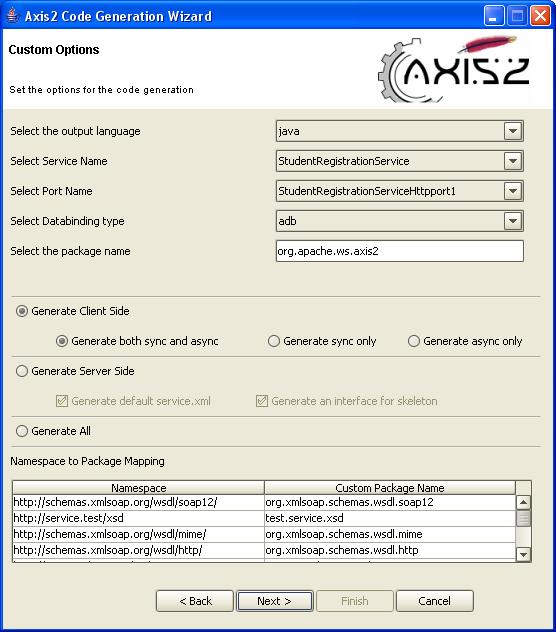 Axis2 Code Generation Wizard
Custom Options
AXIS2
Set the options for the code generation
Select the output language java
Select Service Name StudentRegistrationService
Select Port Name StudentRegistrationServiceHttpport1
Select Databinding type adb
Select the package name org.apache.ws.axis2
Generate Client Side
Generate both sync and async Generate sync only Generate async only
Generate Server Side
Generate default service.xml Generate an interface for skeleton
Generate All
Namespace to Package Mapping
Namespace Custom Package Name
http://schemas.xmlsoap.org/wsdl/soap12/ org.xmlsoap.schemas.wsdl.soap12
http://service.test/xsd test.service.xsd
http://schemas.xmlsoap.org/wsdl/mime/ org.xmlsoap.schemas.wsdl.mime
http://schemas.xmlsoap.org/wsdl/http/ org.xmlsoap.schemas.wsdl.http
< Back Next > Finish Cancel